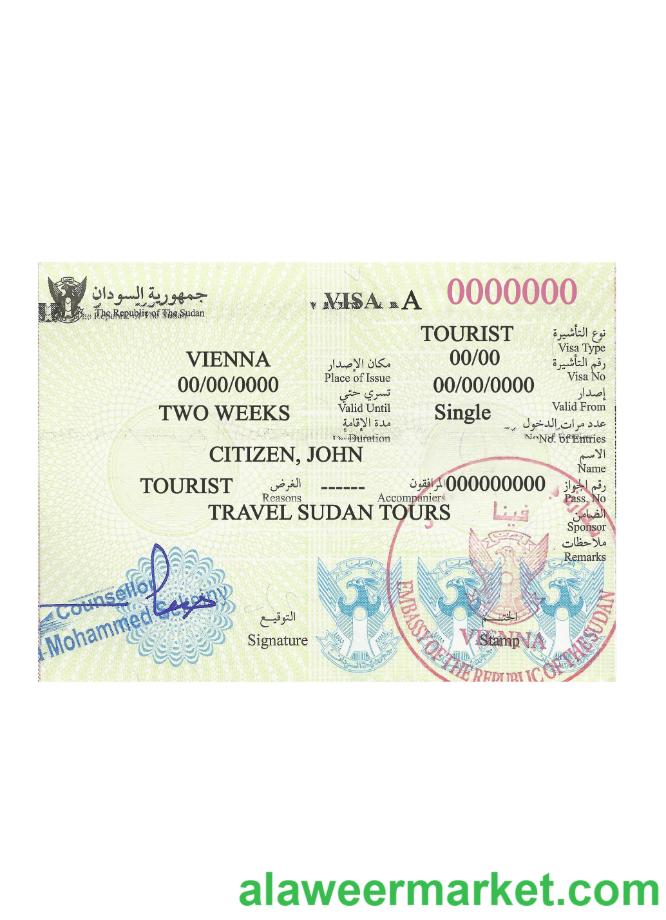 جمهورية السودان
The Republic of The Sudan
VISA A
0000000
TOURIST
نوع التأشيرة
Visa Type
VIENNA
مكان الإصدار
Place of Issue
00/00
رقم التأشيرة
Visa No
00/00/0000
تسري حتي
Valid Until
00/00/0000
إصدار
Valid From
TWO WEEKS
مدة الإقامة
Duration
Single
عدد مرات الدخول
No. of Entries
CITIZEN, JOHN
الاسم
Name
TOURIST
الغرض
Reasons
------
المرافقون
Accompaniers
000000000
رقم الجواز
Pass. No
TRAVEL SUDAN TOURS
الضامن
Sponsor
ملاحظات
Remarks
Counsellor
Mohammed
التوقيع
Signature
الختم
Stamp
فينا
VIENNA
EMBASSY OF THE REPUBLIC OF THE SUDAN
alaweermarket.com